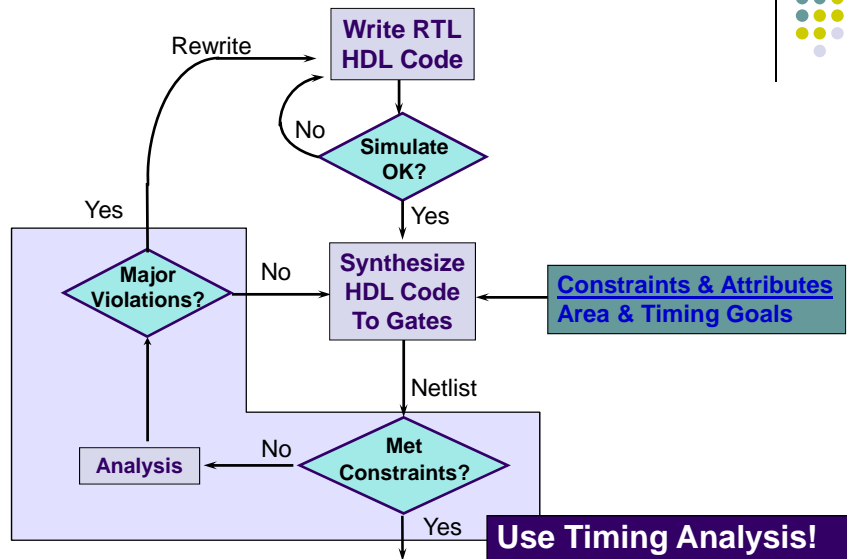 Write RTL
HDL Code
Rewrite
No
Simulate
OK?
Yes
Yes
Major
Violations?
No
Synthesize
HDL Code
To Gates
Constraints & Attributes
Area & Timing Goals
Netlist
Analysis
No
Met
Constraints?
Yes
Use Timing Analysis!